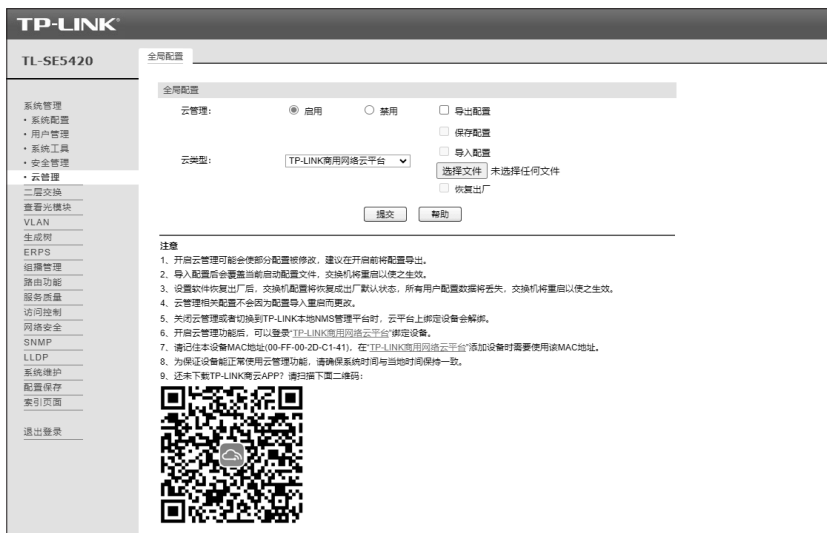 TP-LINK®
TL-SE5420
全局配置
系统管理
• 系统配置
• 用户管理
• 系统工具
• 安全管理
• 云管理
二层交换
查看光模块
VLAN
生成树
ERPS
组播管理
路由功能
服务质量
访问控制
网络安全
SNMP
LLDP
系统维护
配置保存
索引页面
退出登录
全局配置
云管理: 启用 禁用 导出配置
保存配置
云类型: TP-LINK商用网络云平台 导入配置
选择文件 未选择任何文件
恢复出厂
提交 帮助
注意
1、开启云管理可能会使部分配置被修改，建议在开启前将配置导出。
2、导入配置后会覆盖当前启动配置文件，交换机将重启以使之生效。
3、设置软件恢复出厂后，交换机配置将恢复成出厂默认状态，所有用户配置数据将丢失，交换机将重启以使之生效。
4、云管理相关配置不会因为配置导入重启而更改。
5、关闭云管理或者切换到TP-LINK本地NMS管理平台时，云平台上绑定设备会解绑。
6、开启云管理功能后，可以登录“TP-LINK商用网络云平台”绑定设备。
7、请记住本设备MAC地址(00-FF-00-2D-C1-41)，在“TP-LINK商用网络云平台”添加设备时需要使用该MAC地址。
8、为保证设备能正常使用云管理功能，请确保系统时间与当地时间保持一致。
9、还未下载TP-LINK商云APP？请扫描下面二维码：